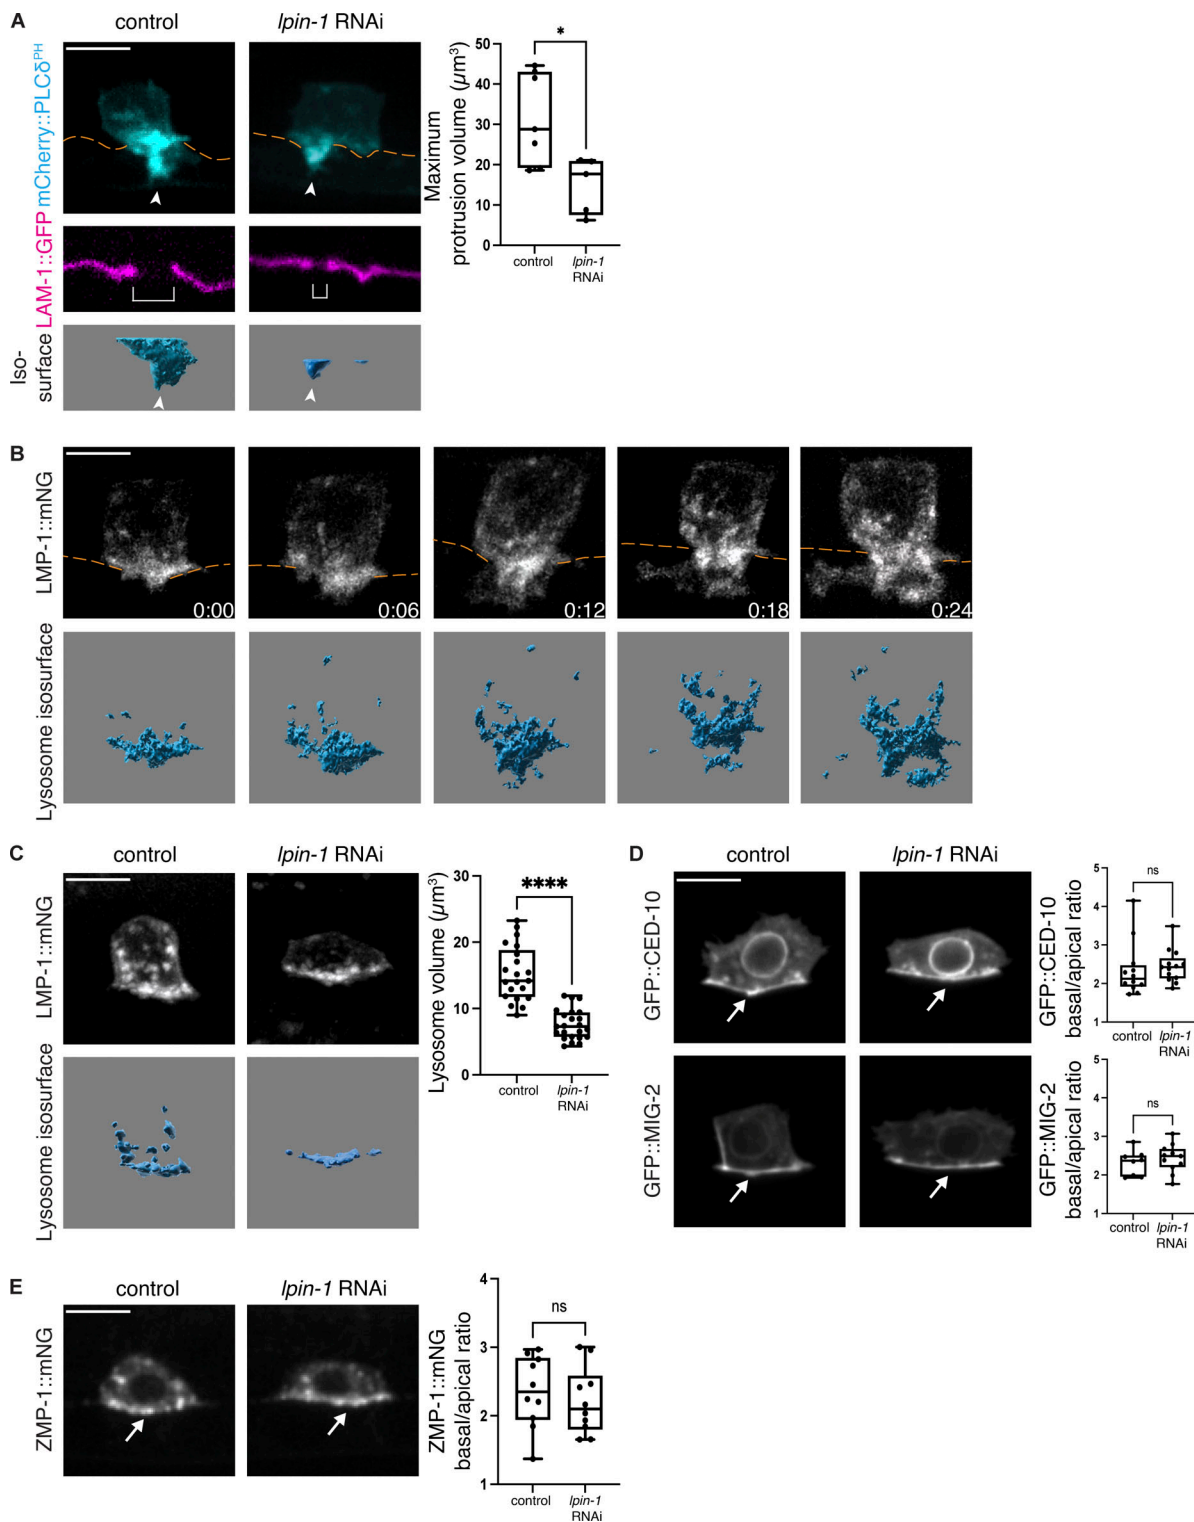 A
control
lpin-1 RNAi
mCherry::PLCδᴾᴴ
LAM-1::GFP
Iso-
surface
Maximum
protrusion volume (µm³)
50
40
30
20
10
0
*
control
lpin-1
RNAi
B
LMP-1::mNG
0:00
0:06
0:12
0:18
0:24
Lysosome isosurface
C
control
lpin-1 RNAi
LMP-1::mNG
Lysosome isosurface
Lysosome volume (µm³)
30
20
10
0
****
control
lpin-1
RNAi
D
control
lpin-1 RNAi
GFP::CED-10
GFP::CED-10
basal/apical ratio
5
4
3
2
1
ns
control
lpin-1
RNAi
GFP::MIG-2
GFP::MIG-2
basal/apical ratio
5
4
3
2
1
ns
control
lpin-1
RNAi
E
control
lpin-1 RNAi
ZMP-1::mNG
ZMP-1::mNG
basal/apical ratio
4
3
2
1
ns
control
lpin-1
RNAi